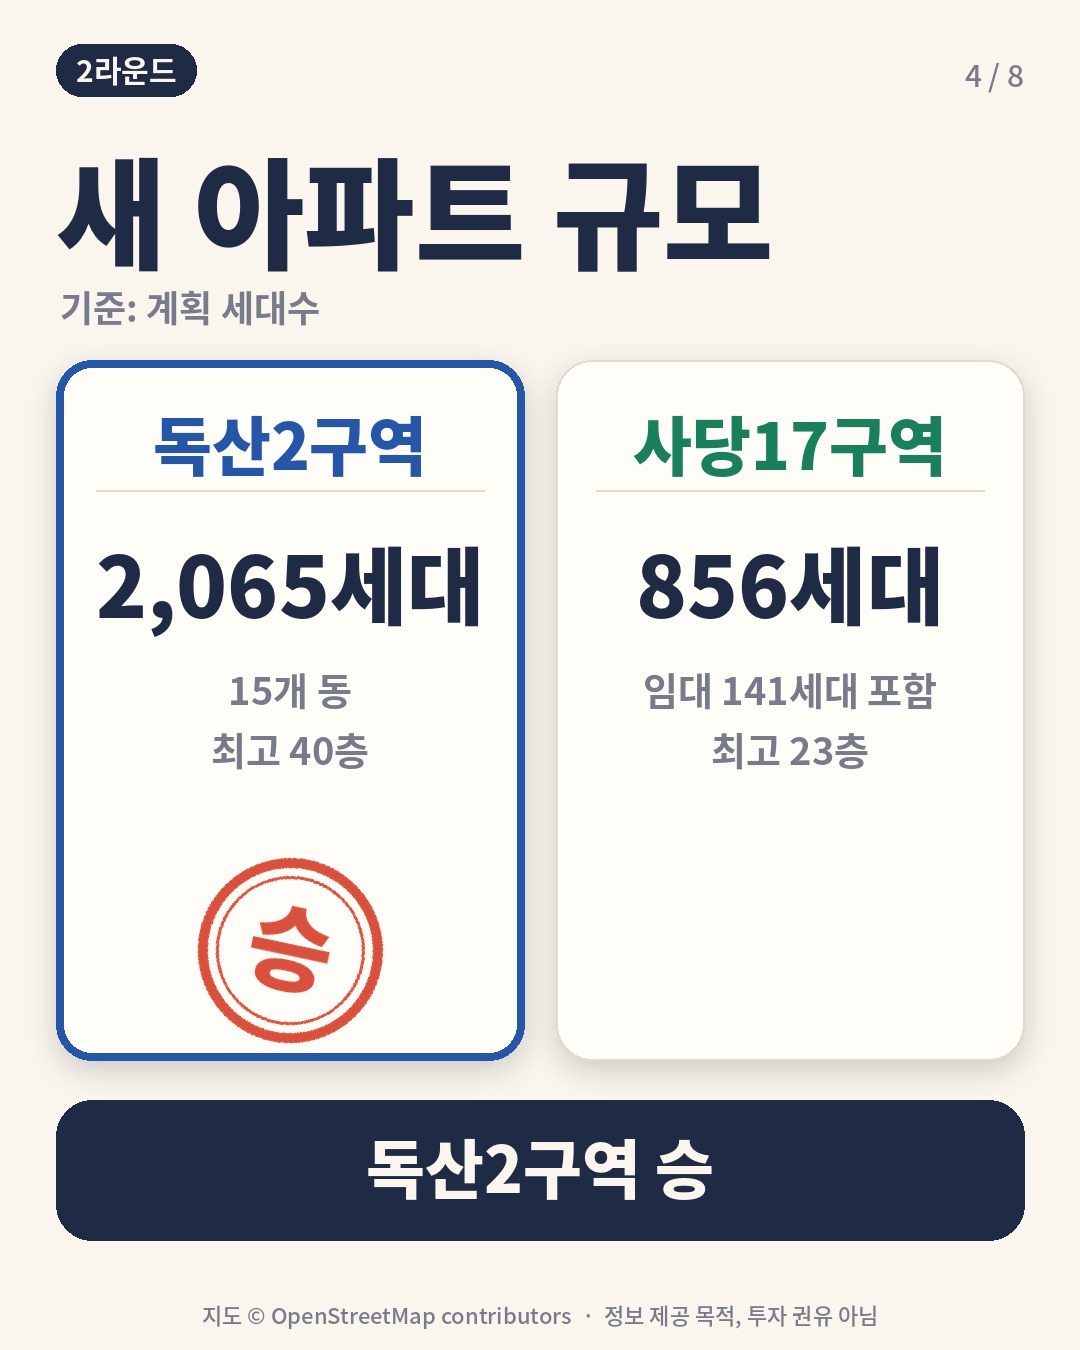 2라운드
4 / 8
새 아파트 규모
기준: 계획 세대수
독산2구역
2,065세대
15개 동
최고 40층
승
사당17구역
856세대
임대 141세대 포함
최고 23층
독산2구역 승
지도 © OpenStreetMap contributors · 정보 제공 목적, 투자 권유 아님